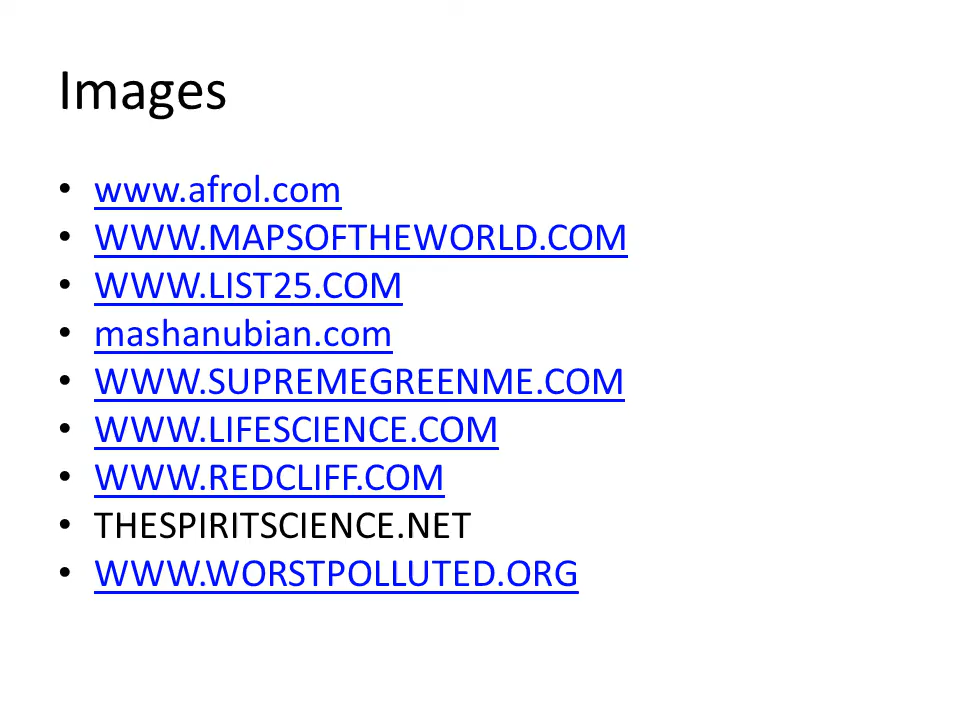 Images
• www.afrol.com
• WWW.MAPSOFTHEWORLD.COM
• WWW.LIST25.COM
• mashanubian.com
• WWW.SUPREMEGREENME.COM
• WWW.LIFESCIENCE.COM
• WWW.REDCLIFF.COM
• THESPIRITSCIENCE.NET
• WWW.WORSTPOLLUTED.ORG